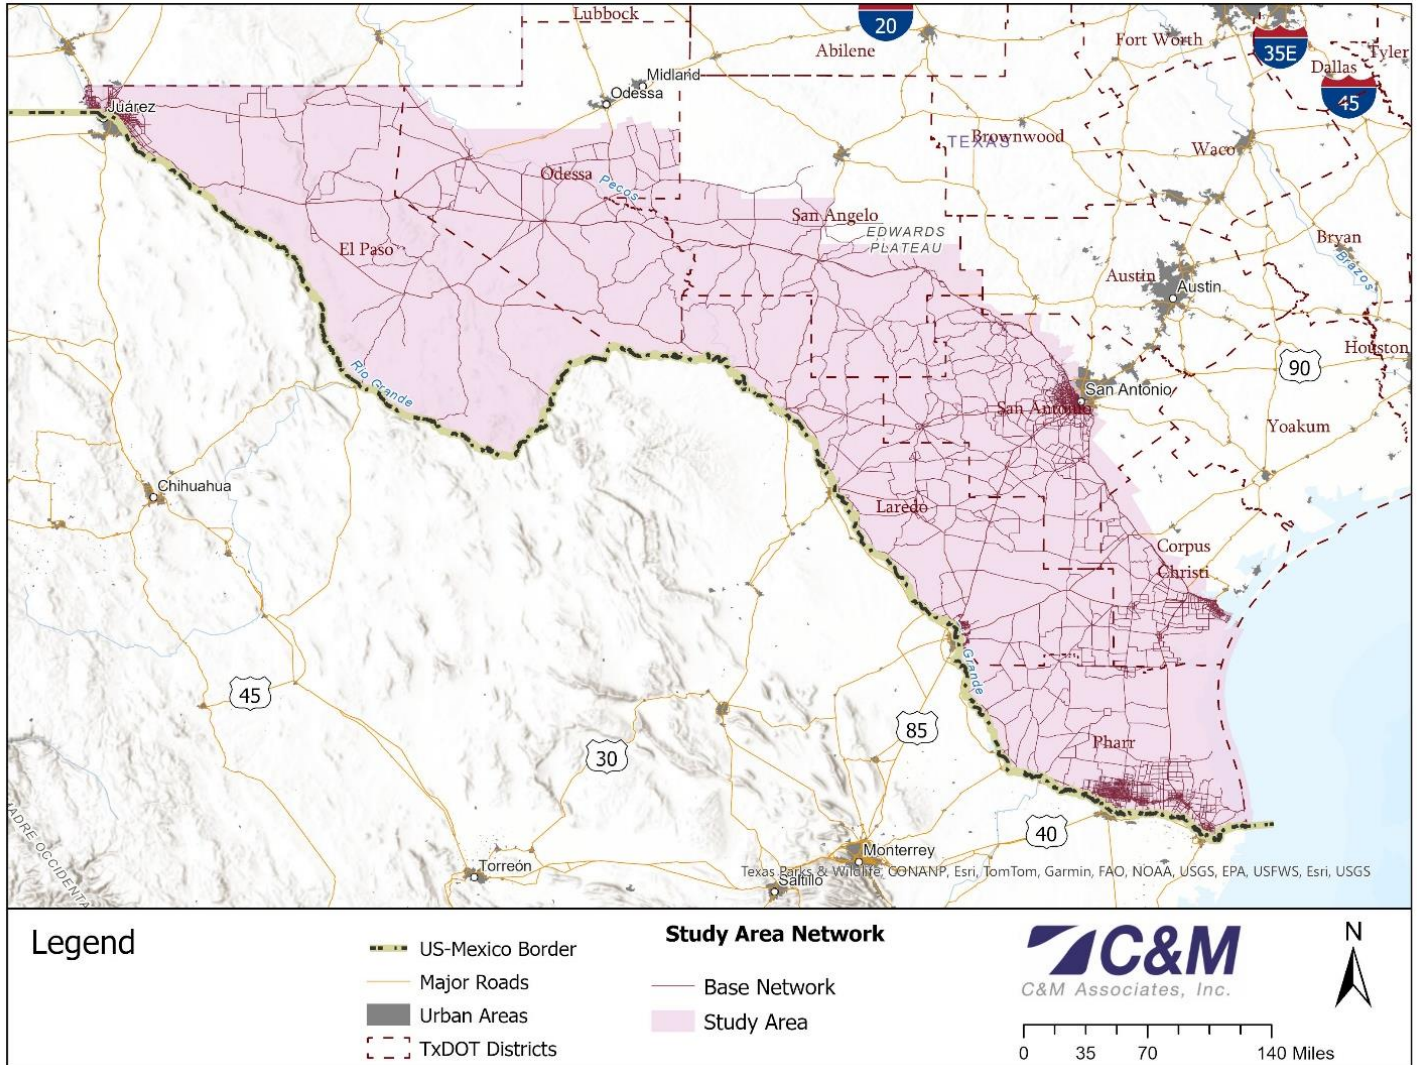 Lubbock
20
Abilene
Fort Worth
35E
Tyler
Dallas
45
Midland
Odessa
Juárez
TEXAS
Brownwood
Waco
Odessa
Pecos
San Angelo
EDWARDS
PLATEAU
El Paso
Bryan
Brazos
Austin
Austin
Houston
90
Rio Grande
San Antonio
San Antonio
Yoakum
Chihuahua
Laredo
Corpus
Christi
Grande
45
85
30
Pharr
40
Monterrey
Torreón
Saltillo
Texas Parks & Wildlife, CONANP, Esri, TomTom, Garmin, FAO, NOAA, USGS, EPA, USFWS, Esri, USGS
MADRE OCCIDENTA
Legend
US-Mexico Border
Major Roads
Urban Areas
TxDOT Districts
Study Area Network
Base Network
Study Area
C&M
C&M Associates, Inc.
N
0 35 70 140 Miles